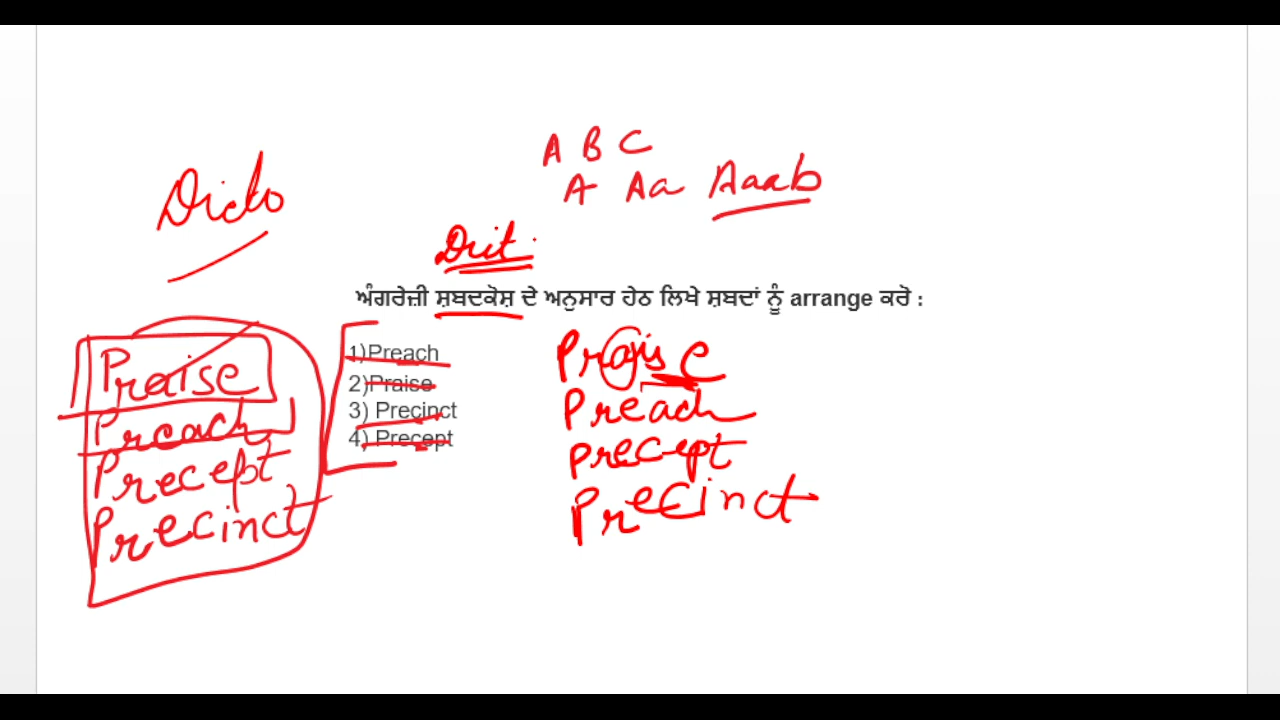 A B C
A Aa Aaab
Dicto
ਅੰਗਰੇਜ਼ੀ ਸ਼ਬਦਕੋਸ਼ ਦੇ ਅਨੁਸਾਰ ਹੇਠ ਲਿਖੇ ਸ਼ਬਦਾਂ ਨੂੰ arrange ਕਰੋ :
1)Preach
2)Praise
3) Precinct
4) Precept
Praise
Preach
Precept
Precinct
Praise
Preach
Precept
Precinct